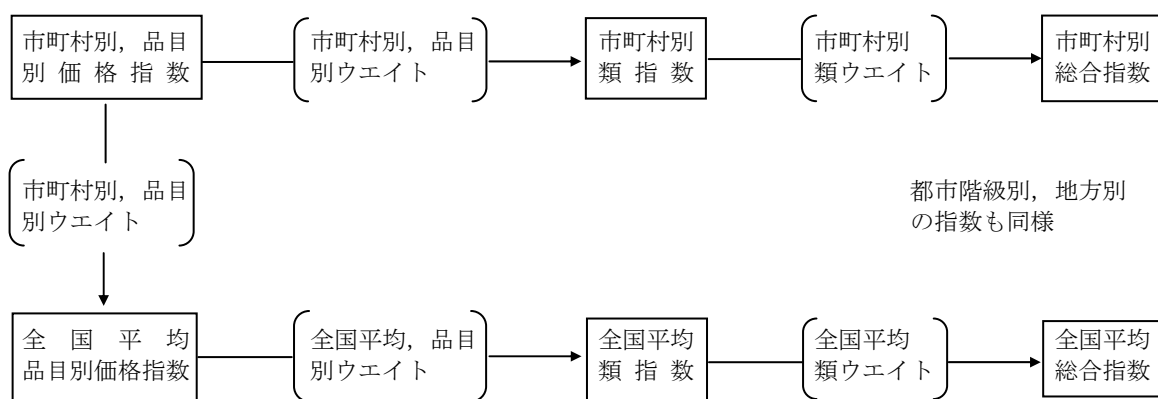 市町村別，品目
別価格指数
市町村別，品目
別ウエイト
市町村別
類指数
市町村別
類ウエイト
市町村別
総合指数
市町村別，品目
別ウエイト
都市階級別，地方別
の指数も同様
全国平均
品目別価格指数
全国平均，品目
別ウエイト
全国平均
類指数
全国平均
類ウエイト
全国平均
総合指数